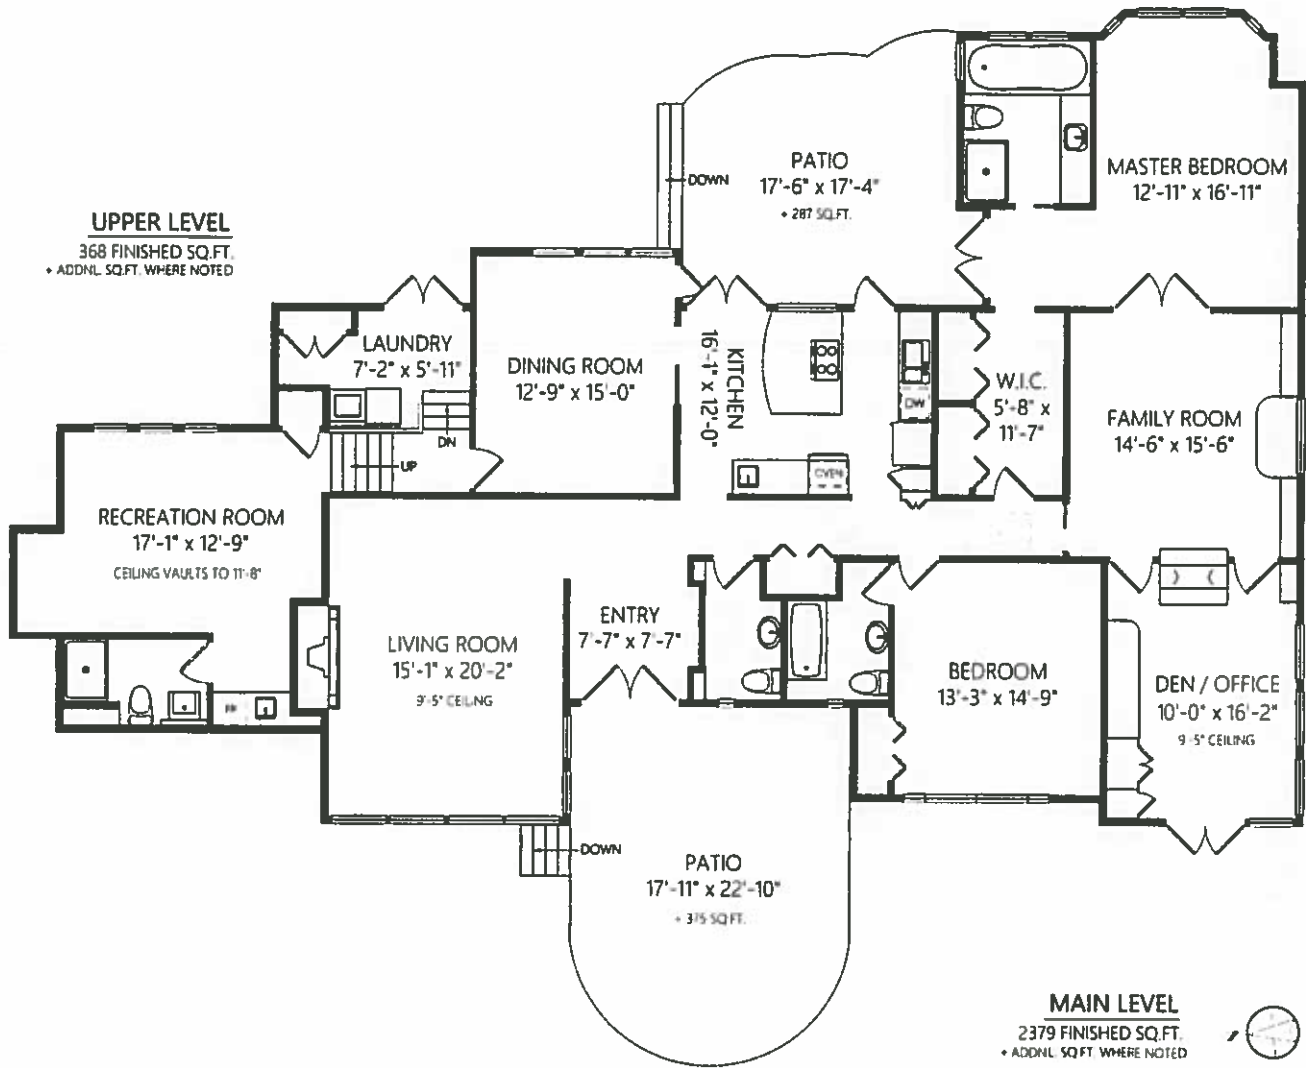 PATIO
17'-6" x 17'-4"
+ 287 SQ.FT.
DOWN
MASTER BEDROOM
12'-11" x 16'-11"
UPPER LEVEL
368 FINISHED SQ.FT.
+ ADDNL. SQ.FT. WHERE NOTED
LAUNDRY
7'-2" x 5'-11"
DN
UP
DINING ROOM
12'-9" x 15'-0"
KITCHEN
16'-1" x 12'-0"
DW
OVEN
W.I.C.
5'-8" x
11'-7"
FAMILY ROOM
14'-6" x 15'-6"
RECREATION ROOM
17'-1" x 12'-9"
CEILING VAULTS TO 11'-8"
LIVING ROOM
15'-1" x 20'-2"
9'-5" CEILING
ENTRY
7'-7" x 7'-7"
BEDROOM
13'-3" x 14'-9"
DEN / OFFICE
10'-0" x 16'-2"
9'-5" CEILING
DOWN
PATIO
17'-11" x 22'-10"
+ 375 SQ.FT.
MAIN LEVEL
2379 FINISHED SQ.FT.
+ ADDNL. SQ.FT. WHERE NOTED